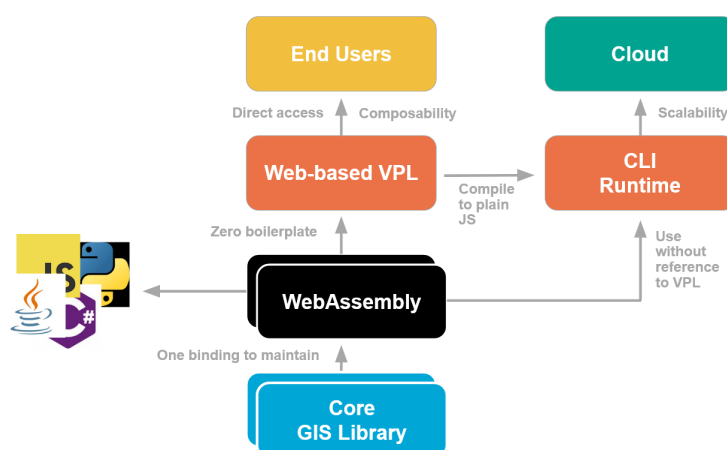 End Users
Cloud
Direct access
Composability
Scalability
Web-based VPL
CLI
Runtime
Compile
to plain
JS
Zero boilerplate
Use
without
reference
to VPL
JS
C#
WebAssembly
One binding to maintain
Core
GIS Library